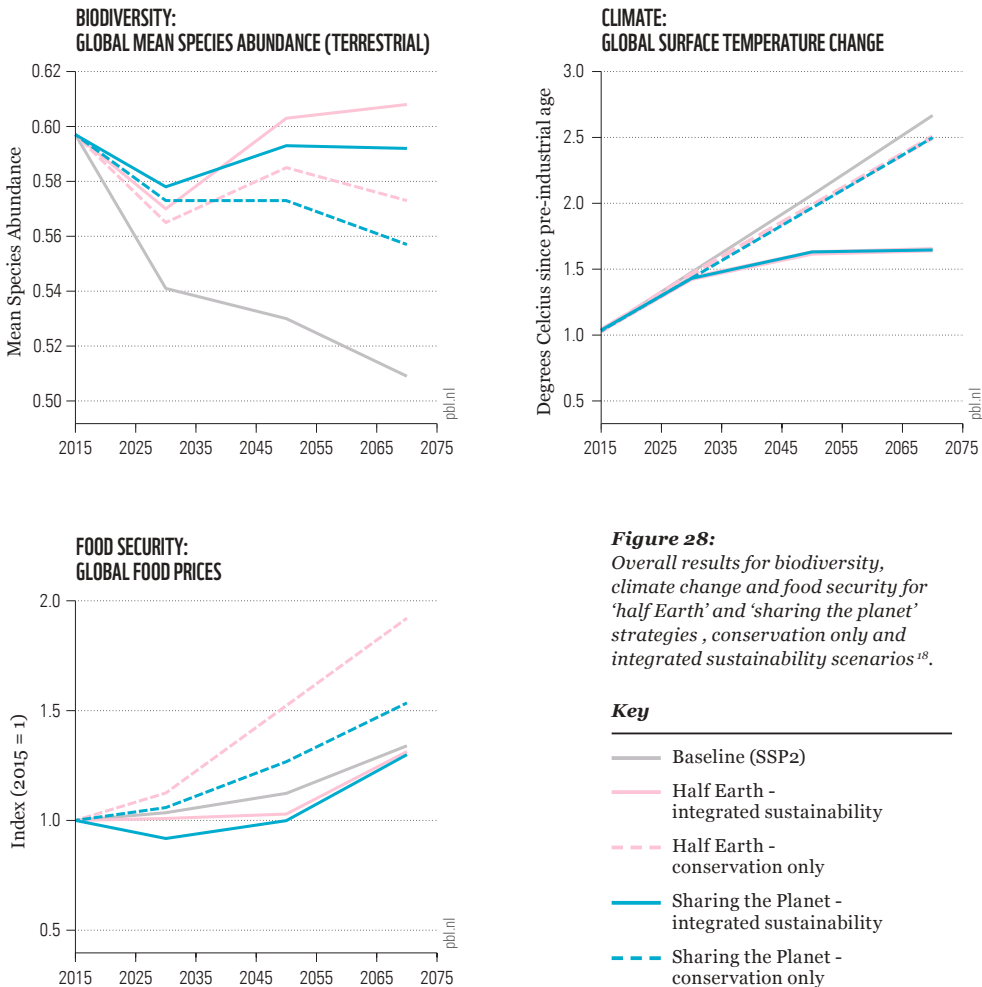 BIODIVERSITY:
GLOBAL MEAN SPECIES ABUNDANCE (TERRESTRIAL)
Mean Species Abundance
0.62
0.60
0.58
0.56
0.54
0.52
0.50
2015 2025 2035 2045 2055 2065 2075
pbl.nl
CLIMATE:
GLOBAL SURFACE TEMPERATURE CHANGE
Degrees Celcius since pre-industrial age
3.0
2.5
2.0
1.5
1.0
0.5
2015 2025 2035 2045 2055 2065 2075
pbl.nl
FOOD SECURITY:
GLOBAL FOOD PRICES
Index (2015 = 1)
2.0
1.5
1.0
0.5
2015 2025 2035 2045 2055 2065 2075
pbl.nl
Figure 28:
Overall results for biodiversity,
climate change and food security for
‘half Earth’ and ‘sharing the planet’
strategies , conservation only and
integrated sustainability scenarios 18.
Key
Baseline (SSP2)
Half Earth -
integrated sustainability
Half Earth -
conservation only
Sharing the Planet -
integrated sustainability
Sharing the Planet -
conservation only